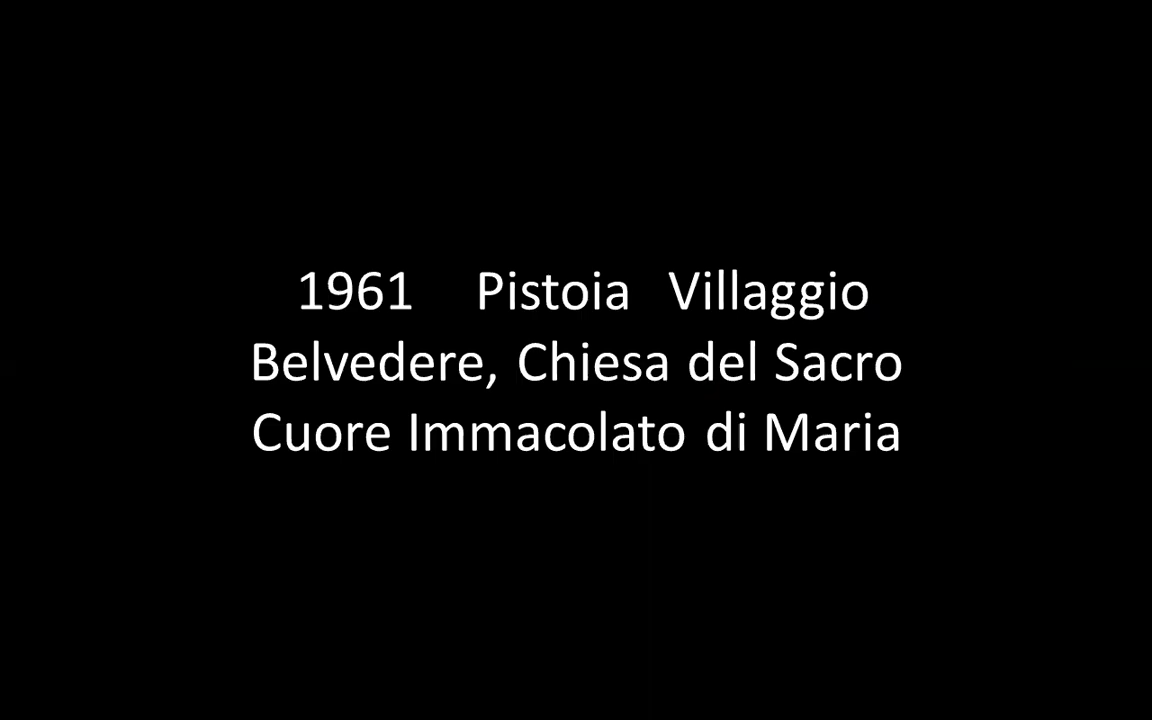 1961 Pistoia Villaggio
Belvedere, Chiesa del Sacro
Cuore Immacolato di Maria